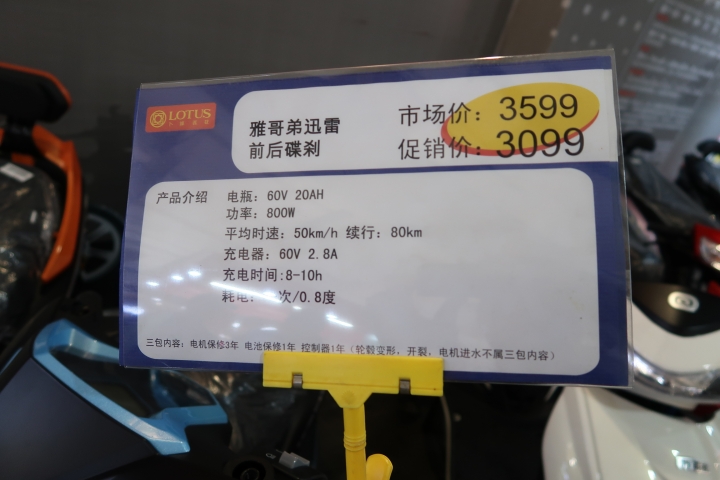 LOTUS
雅哥弟迅雷
前后碟刹
市场价：3599
促销价：3099
产品介绍 电瓶：60V 20AH
功率：800W
平均时速：50km/h 续行：80km
充电器：60V 2.8A
充电时间:8-10h
耗电： 次/0.8度
三包内容：电机保修3年 电池保修1年 控制器1年（轮毂变形，开裂，电机进水不属三包内容）